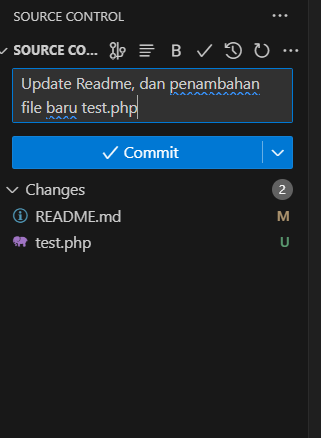 SOURCE CONTROL
SOURCE CO...
B
Update Readme, dan penambahan
file baru test.php
Commit
Changes
2
README.md
M
test.php
U